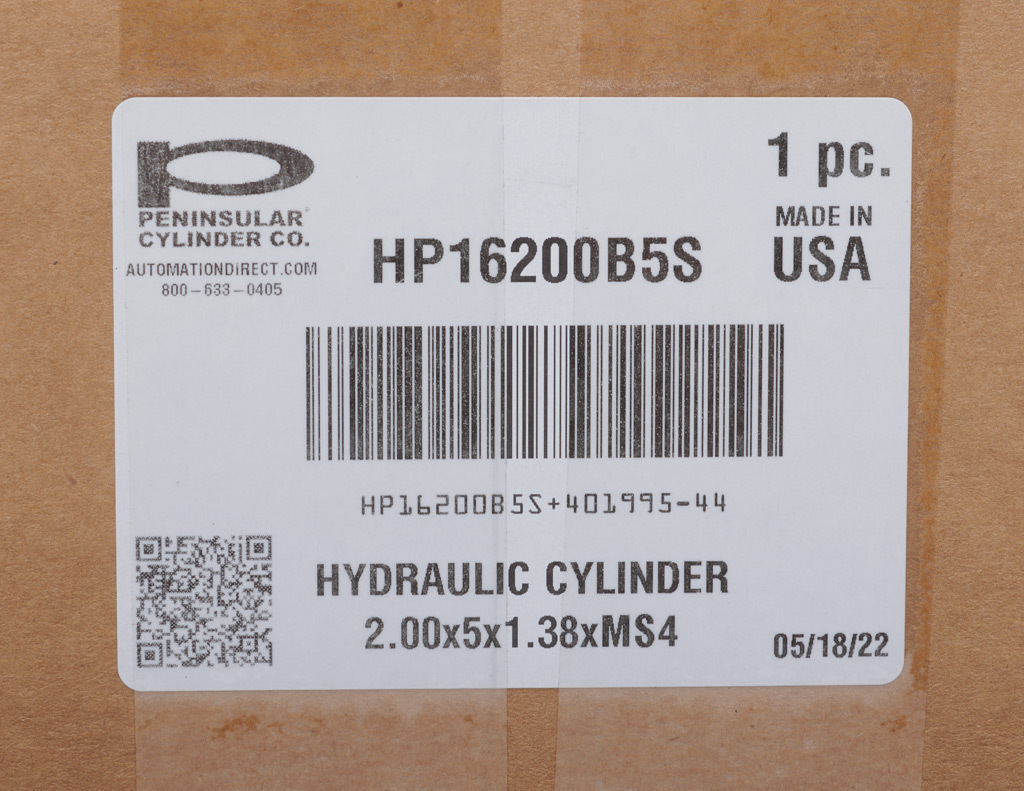 PENINSULAR
CYLINDER CO.
AUTOMATIONDIRECT.COM
800-633-0405
1 pc.
MADE IN
USA
HP16200B5S
HP16200B5S+401995-44
HYDRAULIC CYLINDER
2.00x5x1.38xMS4
05/18/22